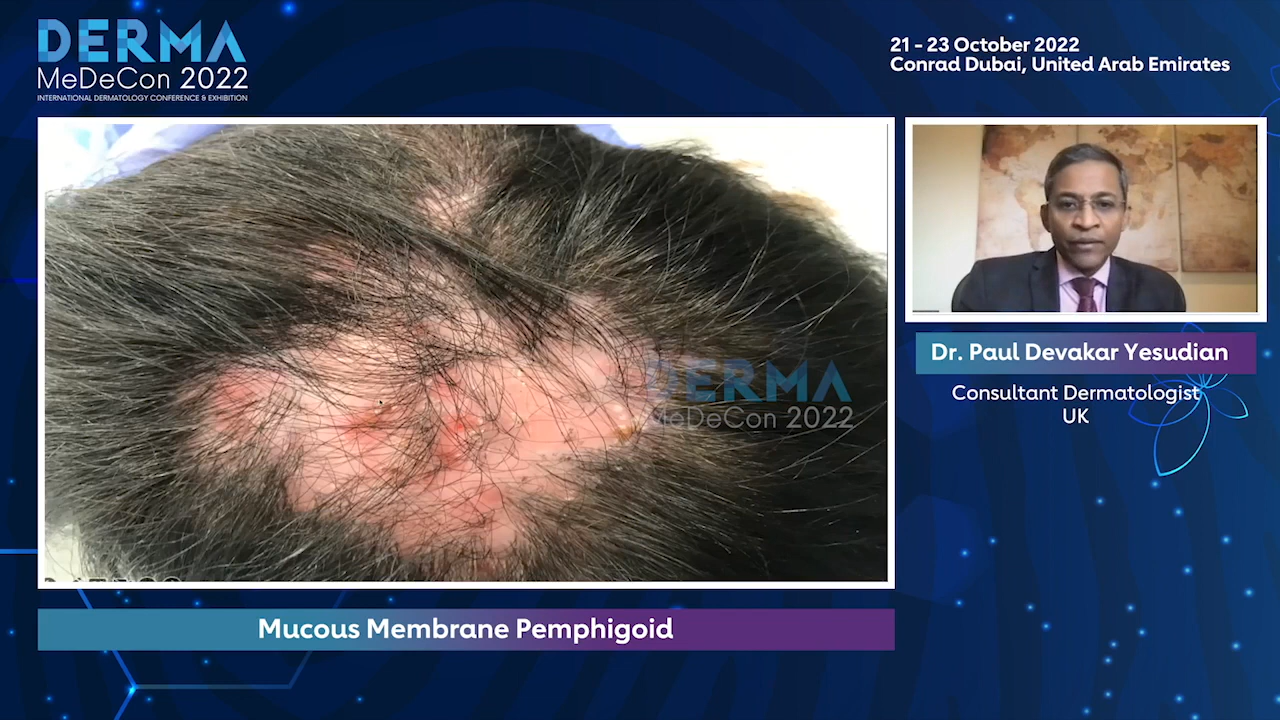 DERMA
MeDeCon 2022
INTERNATIONAL DERMATOLOGY CONFERENCE & EXHIBITION
21 – 23 October 2022
Conrad Dubai, United Arab Emirates
DERMA
MeDeCon 2022
Dr. Paul Devakar Yesudian
Consultant Dermatologist
UK
Mucous Membrane Pemphigoid